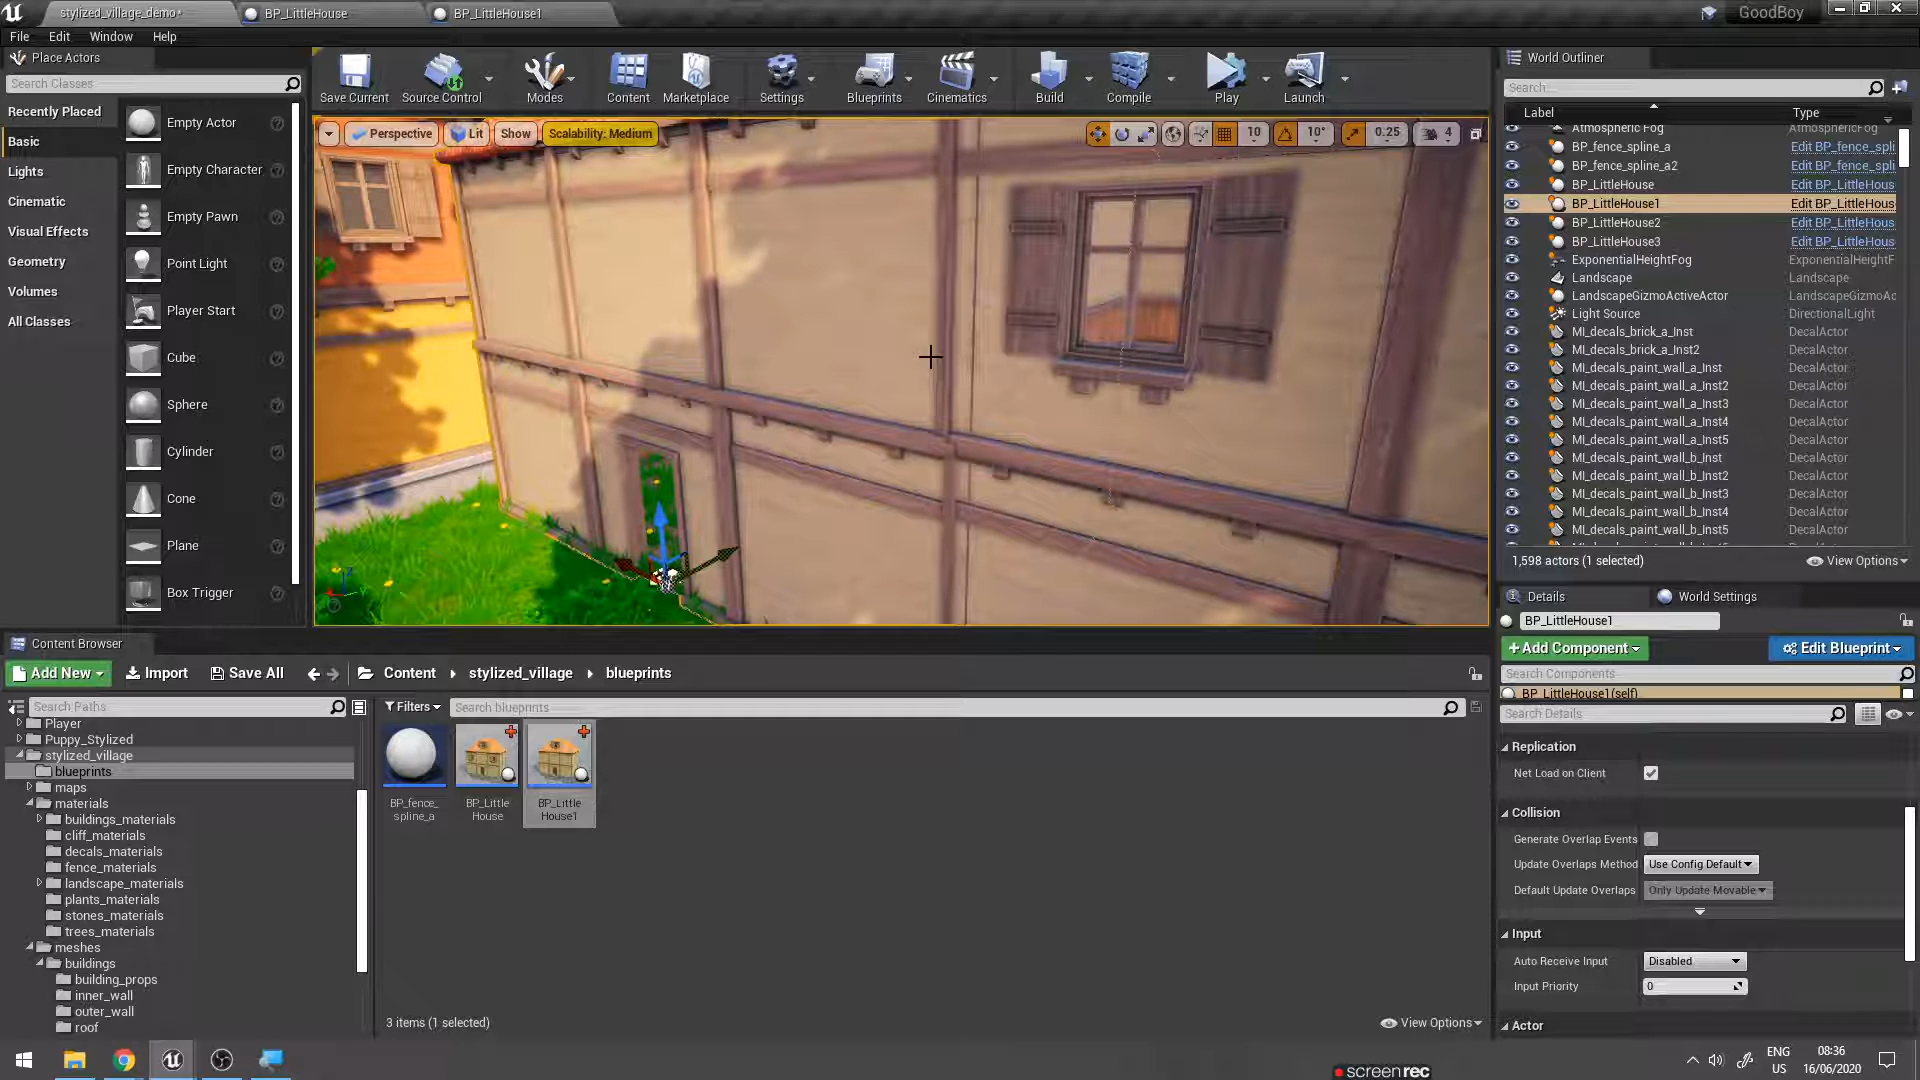 stylized_village_demo*
BP_LittleHouse
BP_LittleHouse1
GoodBoy
File
Edit
Window
Help
Place Actors
Search Classes
Recently Placed
Basic
Lights
Cinematic
Visual Effects
Geometry
Volumes
All Classes
Empty Actor
Empty Character
Empty Pawn
Point Light
Player Start
Cube
Sphere
Cylinder
Cone
Plane
Box Trigger
Save Current
Source Control
Modes
Content
Marketplace
Settings
Blueprints
Cinematics
Build
Compile
Play
Launch
Perspective
Lit
Show
Scalability: Medium
10
10°
0.25
4
World Outliner
Search...
Label
Type
Atmospheric Fog AtmosphericFog
BP_fence_spline_a Edit BP_fence_spli
BP_fence_spline_a2 Edit BP_fence_spli
BP_LittleHouse Edit BP_LittleHous
BP_LittleHouse1 Edit BP_LittleHous
BP_LittleHouse2 Edit BP_LittleHous
BP_LittleHouse3 Edit BP_LittleHous
ExponentialHeightFog ExponentialHeightF
Landscape Landscape
LandscapeGizmoActiveActor LandscapeGizmoAc
Light Source DirectionalLight
MI_decals_brick_a_Inst DecalActor
MI_decals_brick_a_Inst2 DecalActor
MI_decals_paint_wall_a_Inst DecalActor
MI_decals_paint_wall_a_Inst2 DecalActor
MI_decals_paint_wall_a_Inst3 DecalActor
MI_decals_paint_wall_a_Inst4 DecalActor
MI_decals_paint_wall_a_Inst5 DecalActor
MI_decals_paint_wall_b_Inst DecalActor
MI_decals_paint_wall_b_Inst2 DecalActor
MI_decals_paint_wall_b_Inst3 DecalActor
MI_decals_paint_wall_b_Inst4 DecalActor
MI_decals_paint_wall_b_Inst5 DecalActor
1,598 actors (1 selected)
View Options
Details
World Settings
BP_LittleHouse1
+Add Component
Edit Blueprint
Search Components
BP_LittleHouse1(self)
Search Details
Replication
Net Load on Client
Collision
Generate Overlap Events
Update Overlaps Method Use Config Default
Default Update Overlaps Only Update Movable
Input
Auto Receive Input Disabled
Input Priority 0
Actor
Content Browser
Add New
Import
Save All
Content
stylized_village
blueprints
Search Paths
Filters
Search blueprints
Player
Puppy_Stylized
stylized_village
blueprints
maps
materials
buildings_materials
cliff_materials
decals_materials
fence_materials
landscape_materials
plants_materials
stones_materials
trees_materials
meshes
buildings
building_props
inner_wall
outer_wall
roof
BP_fence_
spline_a
BP_Little
House
BP_Little
House1
3 items (1 selected)
View Options
screenrec
ENG
US
08:36
16/06/2020